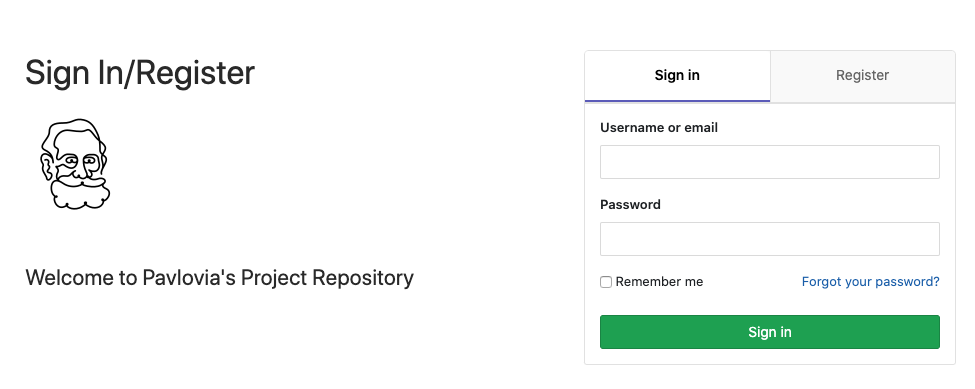 Sign In/Register
Welcome to Pavlovia's Project Repository
Sign in
Register
Username or email
Password
Remember me
Forgot your password?
Sign in